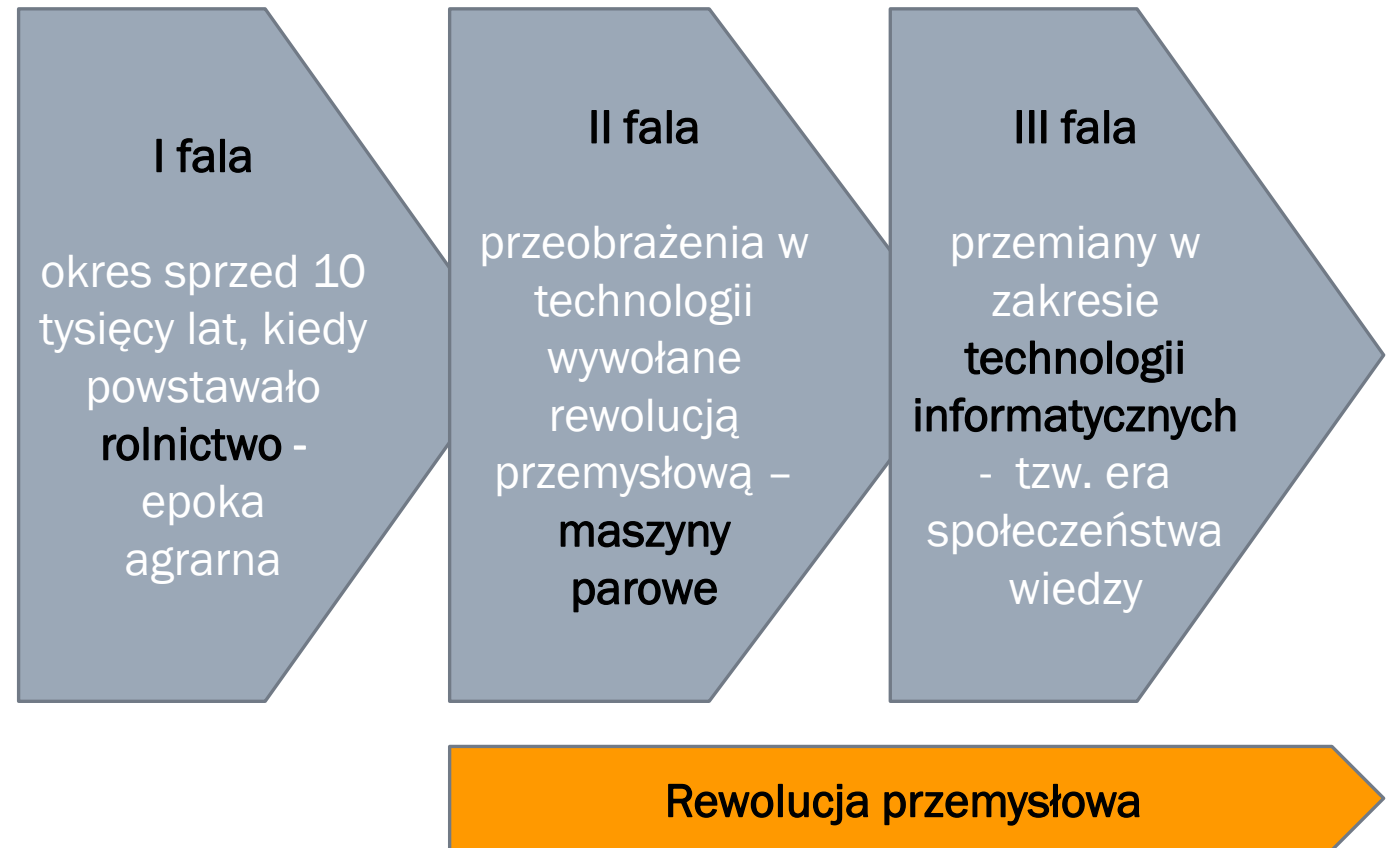 I fala
okres sprzed 10
tysięcy lat, kiedy
powstawało
rolnictwo -
epoka
agrarna
II fala
przeobrażenia w
technologii
wywołane
rewolucją
przemysłową –
maszyny
parowe
III fala
przemiany w
zakresie
technologii
informatycznych
- tzw. era
społeczeństwa
wiedzy
Rewolucja przemysłowa